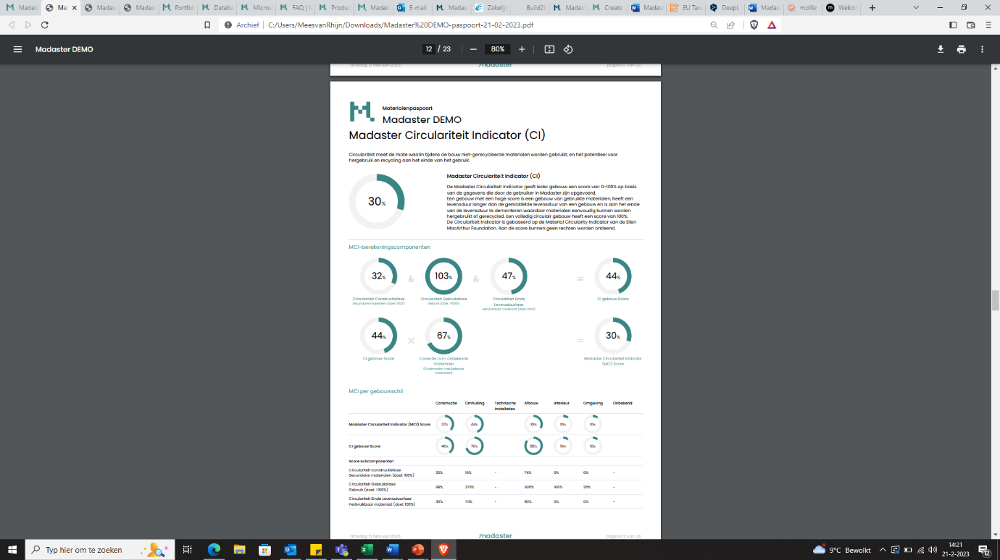 Madast
Ma
Madast
Madast
Portfoli
Databa
Micros
FAQ | M
Produc
Madast
E-mail
Madast
Zakelijk
Build2L
Madast
Create
Madast
EU Tax
DeepL
Madast
mollie
Welco
Archief
C:/Users/MeesvanRhijn/Downloads/Madaster%20DEMO-paspoort-21-02-2023.pdf
Madaster DEMO
12 / 23
80%
dinsdag 21 februari 2023 madaster pagina 11 van 23
Materialenpaspoort
Madaster DEMO
Madaster Circulariteit Indicator (CI)
Circulariteit meet de mate waarin tijdens de bouw niet-gerecycleerde materialen worden gebruikt, en het potentieel voor
hergebruik en recycling aan het einde van het gebruik.
30%
Madaster Circulariteit Indicator (CI)
De Madaster Circulariteit Indicator geeft ieder gebouw een score van 0-100% op basis
van de gegevens die door de gebruiker in Madaster zijn opgevoerd.
Een gebouw met een hoge score is een gebouw van gebruikte materialen, heeft een
levensduur langer dan de gemiddelde levensduur van een gebouw en is aan het einde
van de levensduur te demonteren waardoor materialen eenvoudig kunnen worden
hergebruikt of gerecycled. Een volledig circulair gebouw heeft een score van 100%.
De Circulariteit Indicator is gebaseerd op de Material Circularity Indicator van de Ellen
MacArthur Foundation. Aan de score kunnen geen rechten worden ontleend.
MCI-berekeningscomponenten
32% & 103% & 47% = 44%
Circulariteit Constructiefase
Secundaire materialen (doel: 100%)
Circulariteit Gebruiksfase
Gebruik (doel: >100%)
Circulariteit Einde
Levensduurfase
Herbruikbaar materiaal (doel: 100%)
CI gebouw Score
44% × 67% = 30%
CI gebouw Score
Correctie i.v.m. onbekende
materialen
(% elementen met bekende
materialen)
Madaster Circulariteit Indicator
(MCI) Score
MCI per gebouwschil
Constructie Omhulling Technische Afbouw Interieur Omgeving Onbekend
installaties
Madaster Circulariteit Indicator (MCI) Score 37% 44% 33% 10% 10%
CI gebouw Score 40% 70% 85% 10% 10%
Score subcomponenten
Circulariteit Constructiefase
Secundaire materialen (doel: 100%) 33% 16% - 74% 0% 0% -
Circulariteit Gebruiksfase
Gebruik (doel: >100%) 98% 273% - 100% -
Circulariteit Einde Levensduurfase
Herbruikbaar materiaal (doel: 100%) 43% 74% - 80% 0% 0% -
dinsdag 21 februari 2023 madaster pagina 12 van 23
Typ hier om te zoeken
9°C Bewolkt
14:21
21-2-2023
12